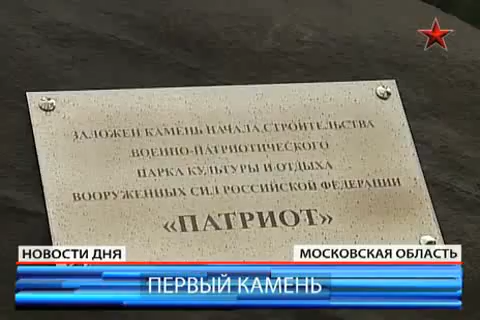 ЗАЛОЖЕН КАМЕНЬ НАЧАЛА СТРОИТЕЛЬСТВА
ВОЕННО-ПАТРИОТИЧЕСКОГО
ПАРКА КУЛЬТУРЫ И ОТДЫХА
ВООРУЖЕННЫХ СИЛ РОССИЙСКОЙ ФЕДЕРАЦИИ
«ПАТРИОТ»
НОВОСТИ ДНЯ
МОСКОВСКАЯ ОБЛАСТЬ
ПЕРВЫЙ КАМЕНЬ